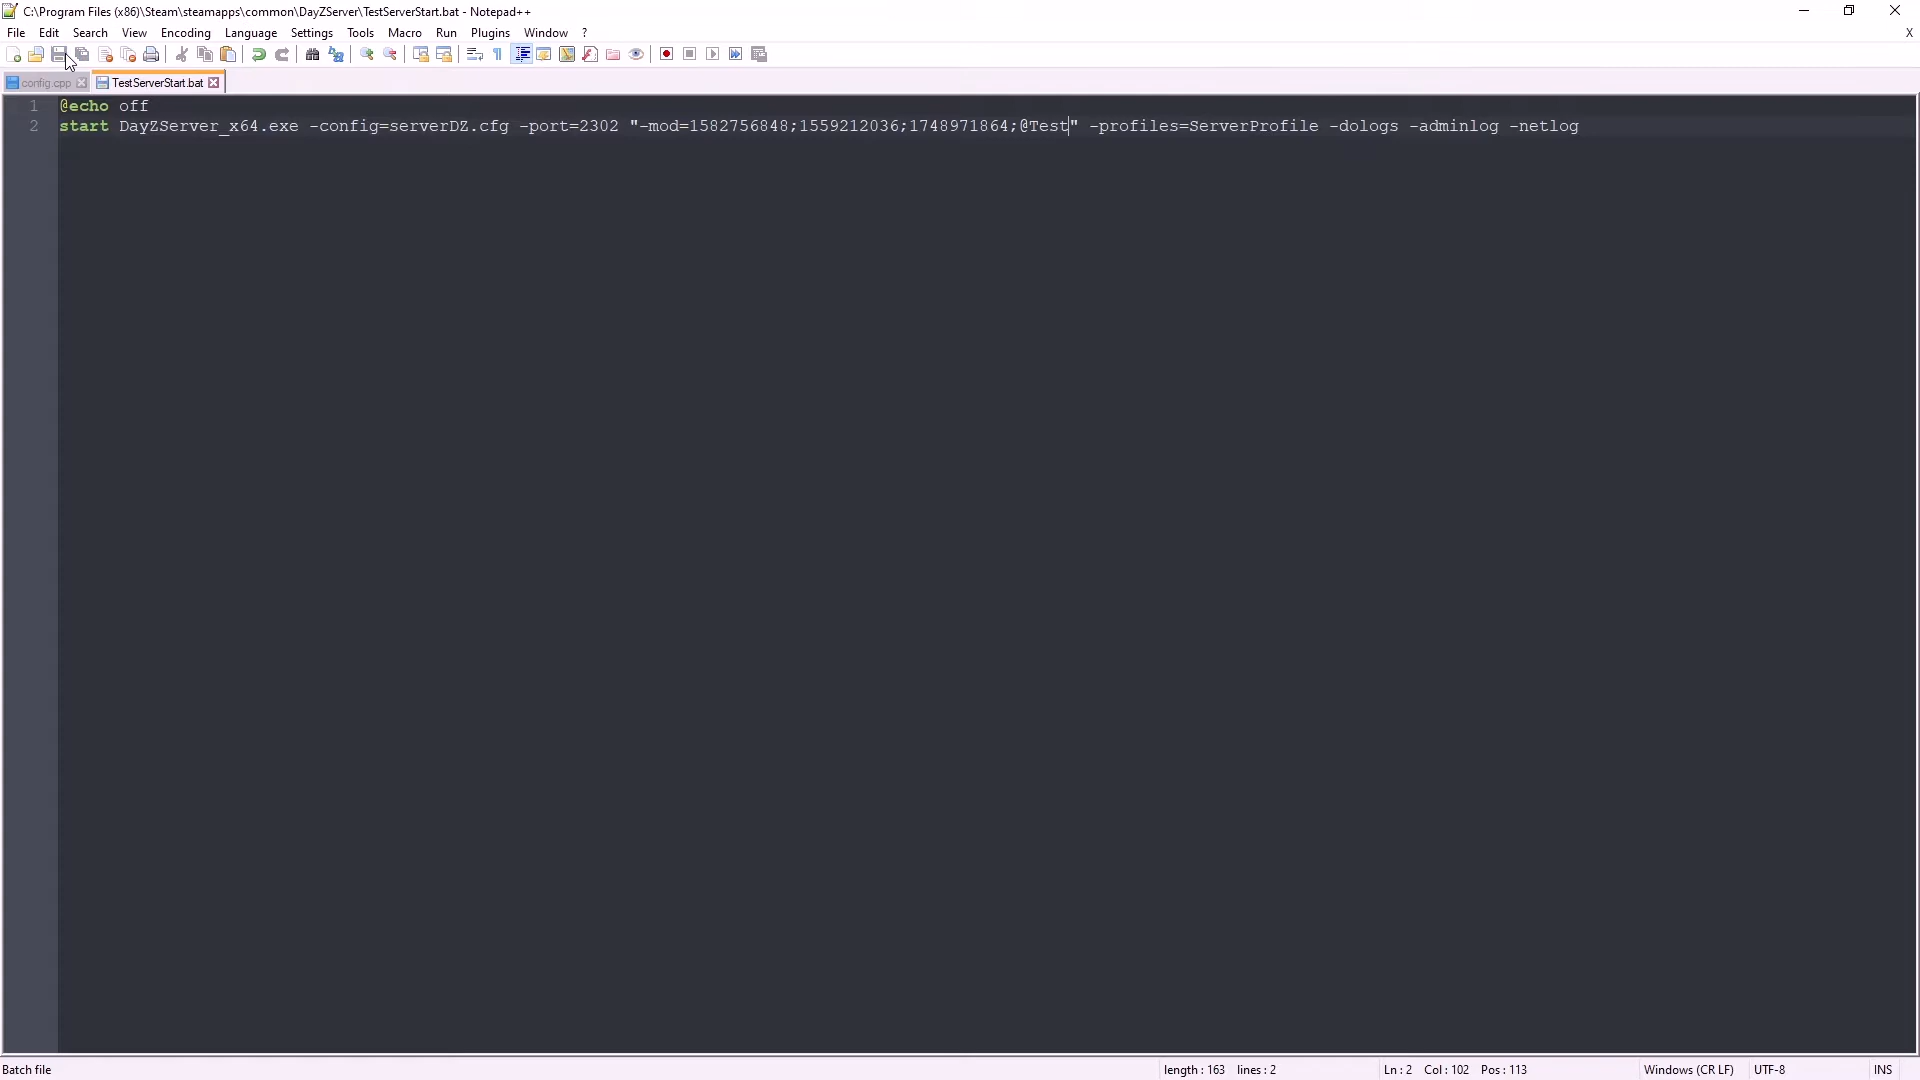 C:\Program Files (x86)\Steam\steamapps\common\DayZServer\TestServerStart.bat - Notepad++
File Edit Search View Encoding Language Settings Tools Macro Run Plugins Window ? X
config.cpp TestServerStart.bat
1 @echo off
2 start DayZServer_x64.exe -config=serverDZ.cfg -port=2302 "-mod=1582756848;1559212036;1748971864;@Test" -profiles=ServerProfile -dologs -adminlog -netlog
Batch file length : 163 lines : 2 Ln : 2 Col : 102 Pos : 113 Windows (CR LF) UTF-8 INS